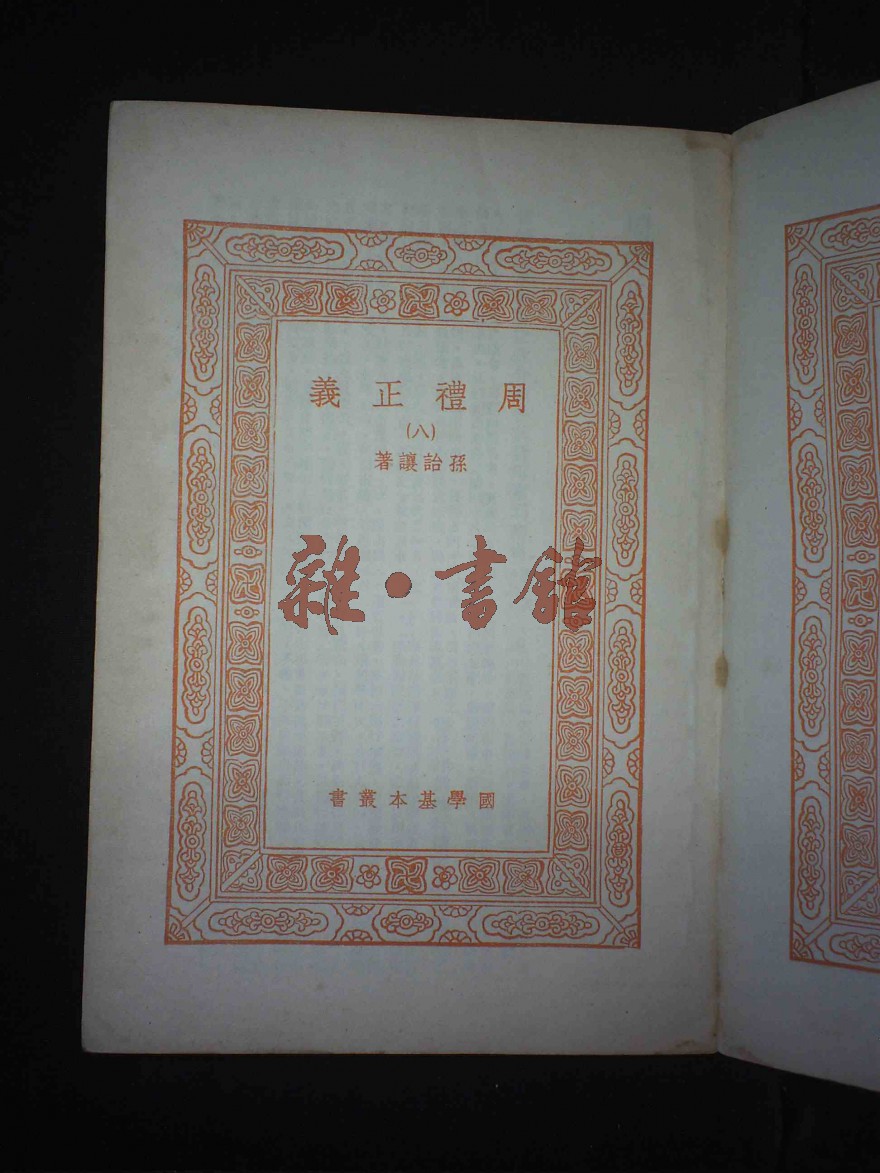 周禮正義
(八)
孫詒讓著
雜·書館
國學基本叢書